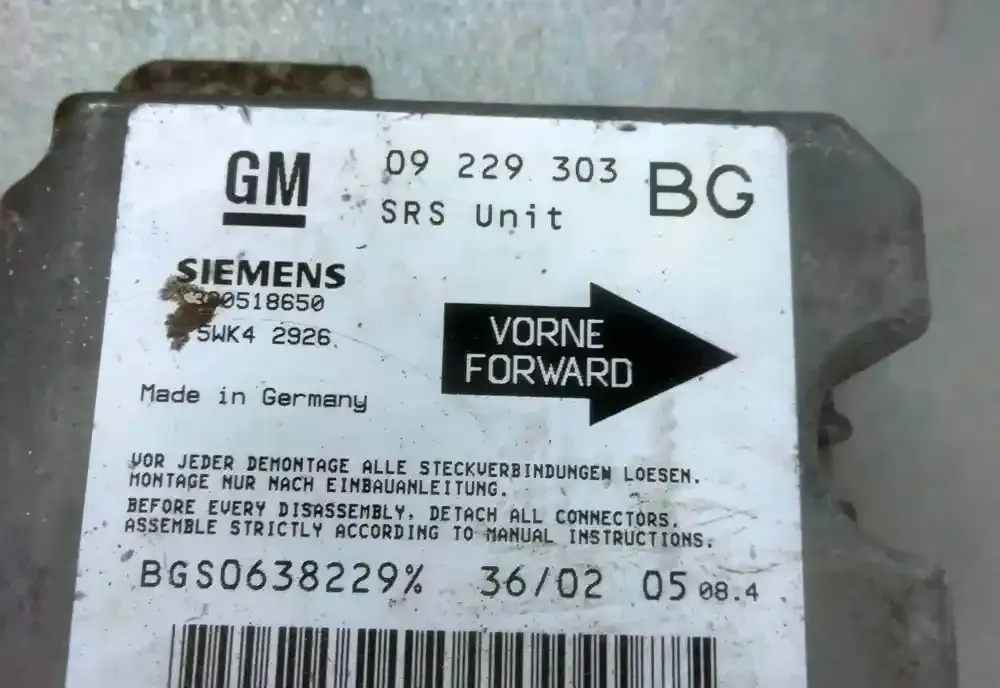 GM
09 229 303 BG
SRS Unit
SIEMENS
330518650
5WK4 2926
VORNE
FORWARD
Made in Germany
VOR JEDER DEMONTAGE ALLE STECKVERBINDUNGEN LOESEN.
MONTAGE NUR NACH EINBAUANLEITUNG.
BEFORE EVERY DISASSEMBLY, DETACH ALL CONNECTORS.
ASSEMBLE STRICTLY ACCORDING TO MANUAL INSTRUCTIONS.
BGS0638229% 36/02 05 08.4